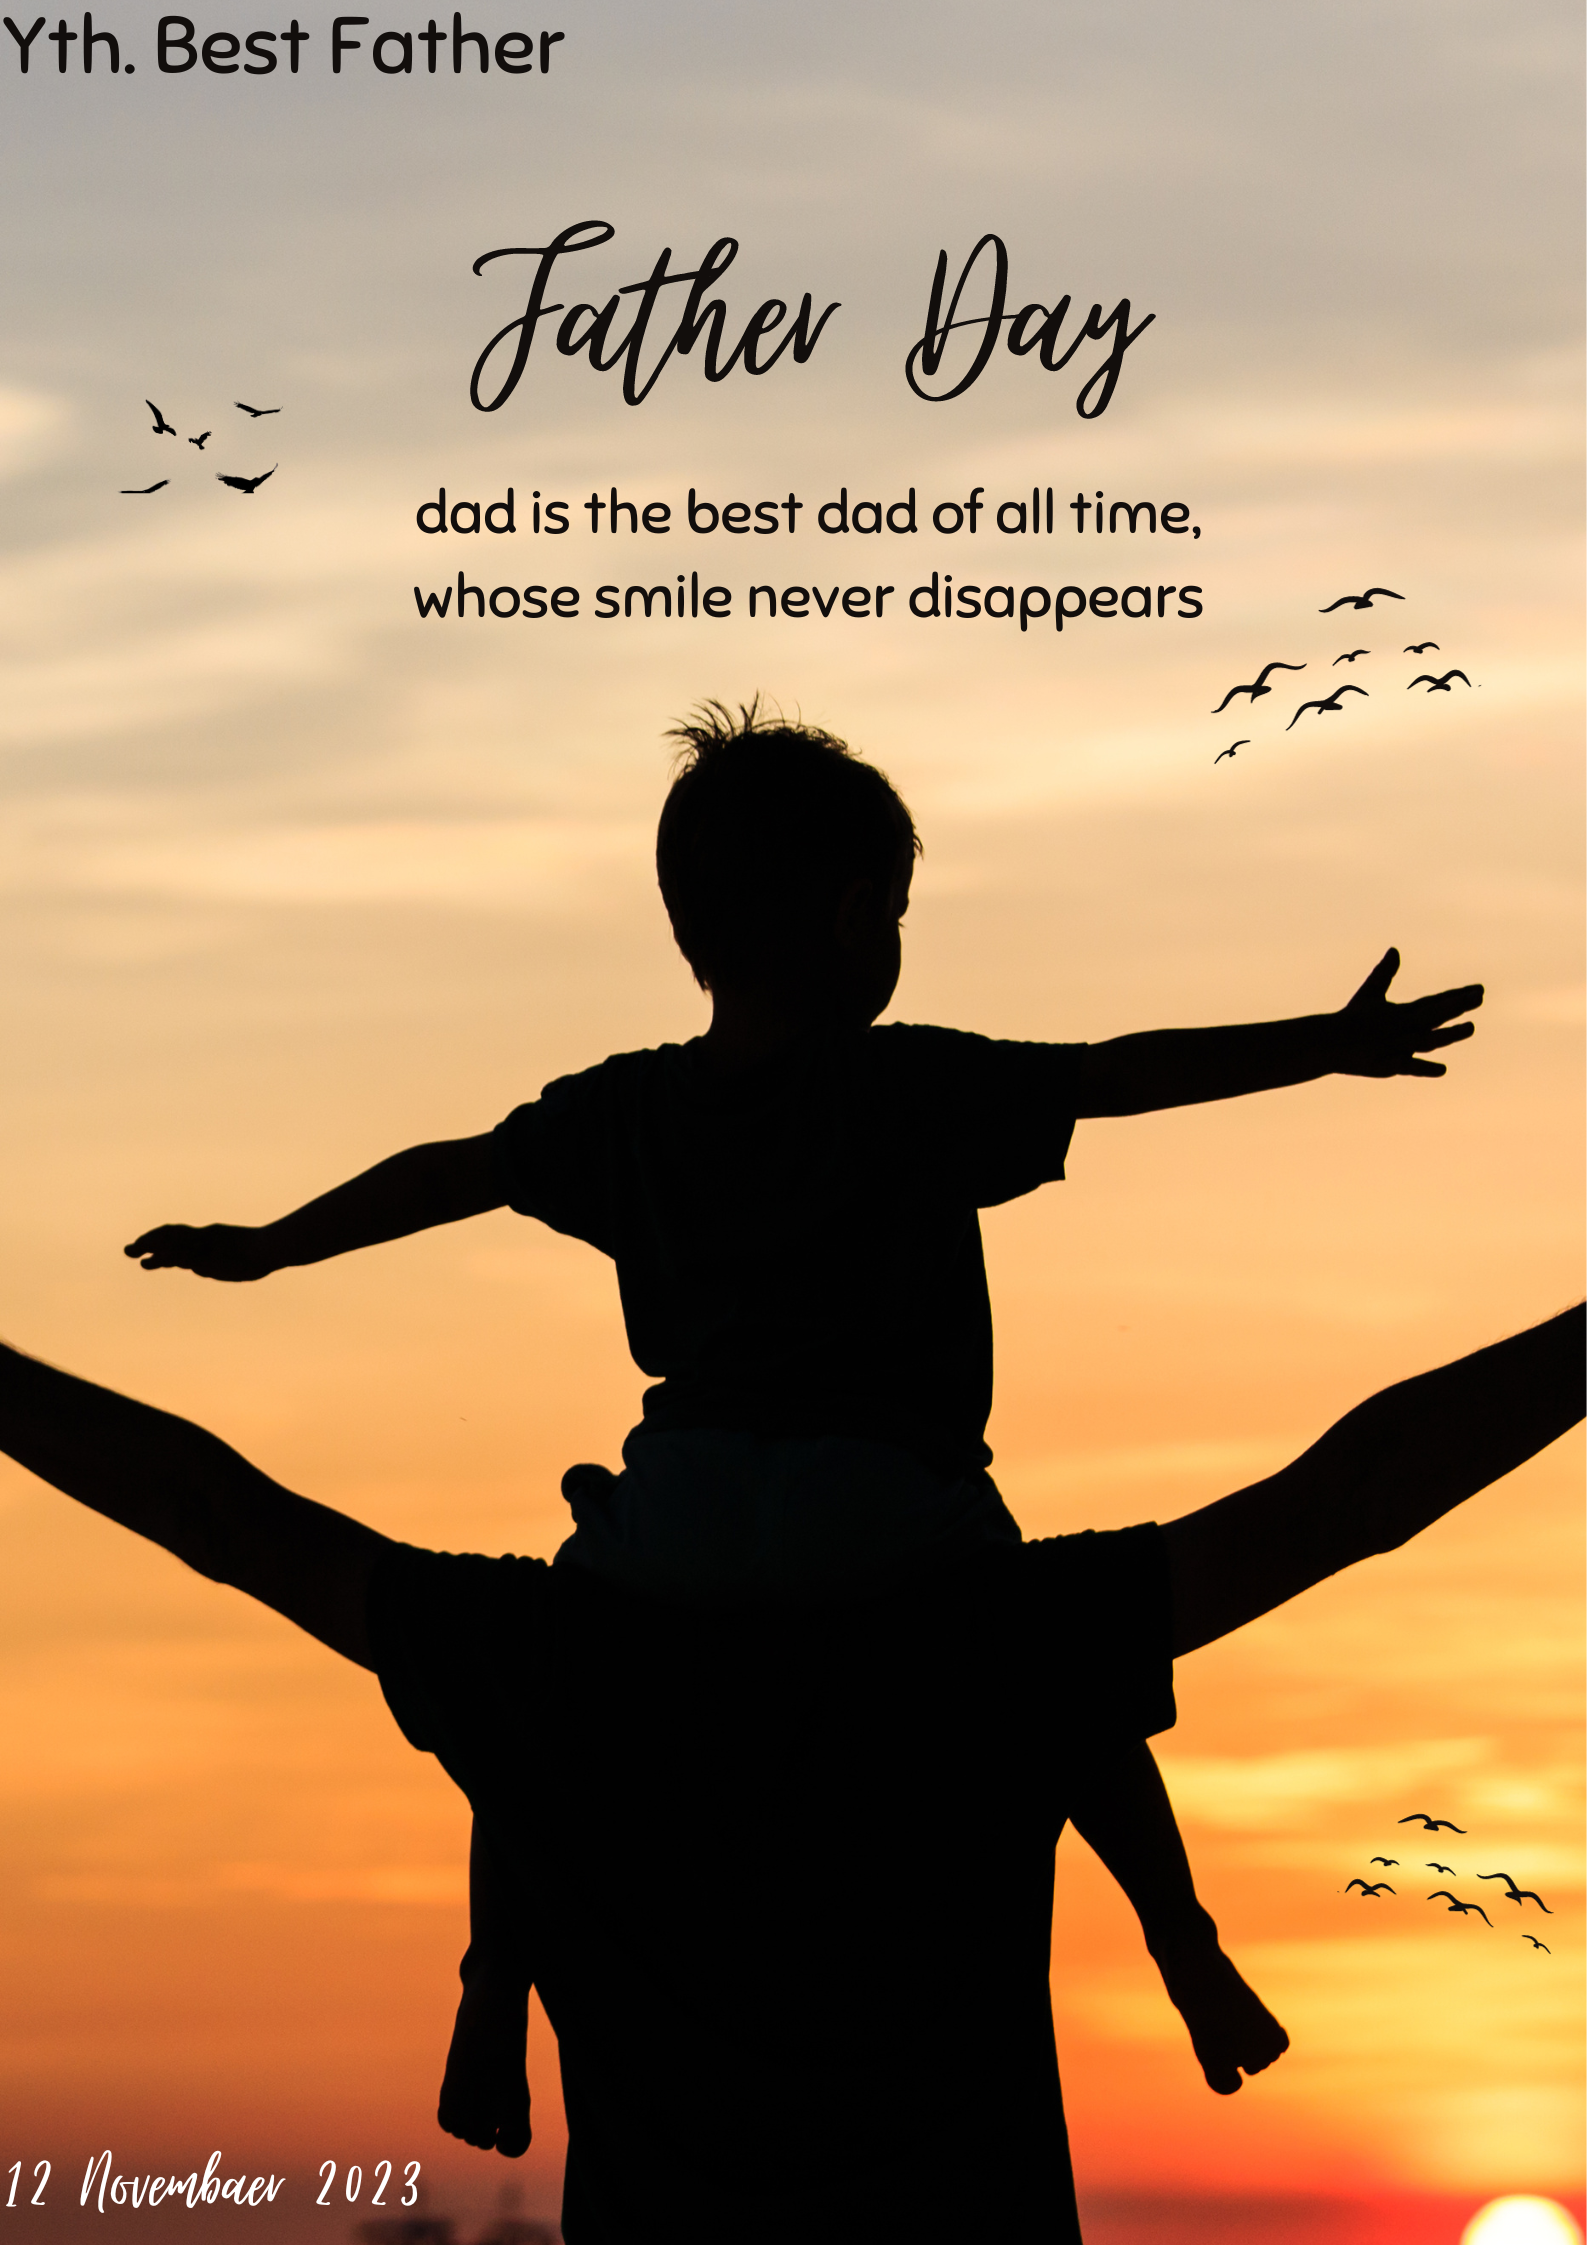 Yth. Best Father
Father Day
dad is the best dad of all time,
whose smile never disappears
12 Novembaer 2023